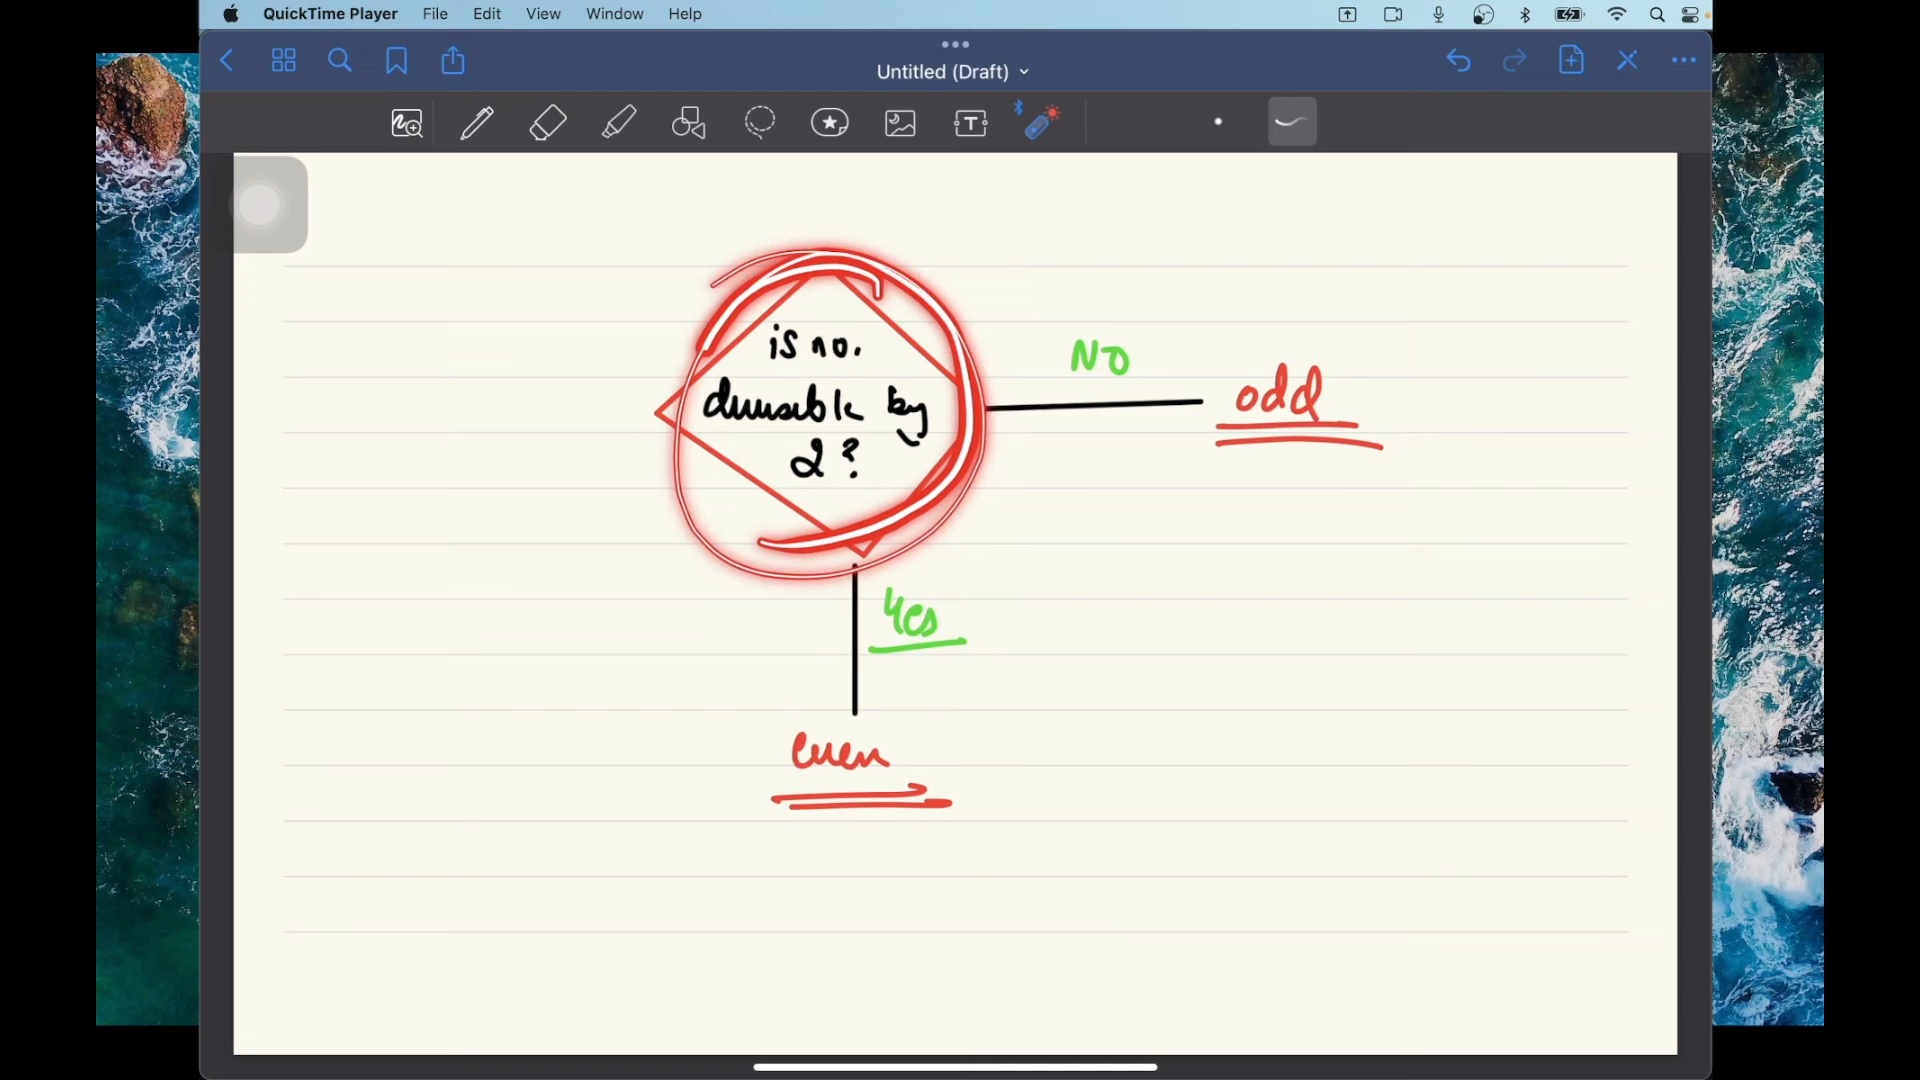 QuickTime Player File Edit View Window Help
Untitled (Draft)
is no.
divisible by
2?
NO
odd
Yes
even